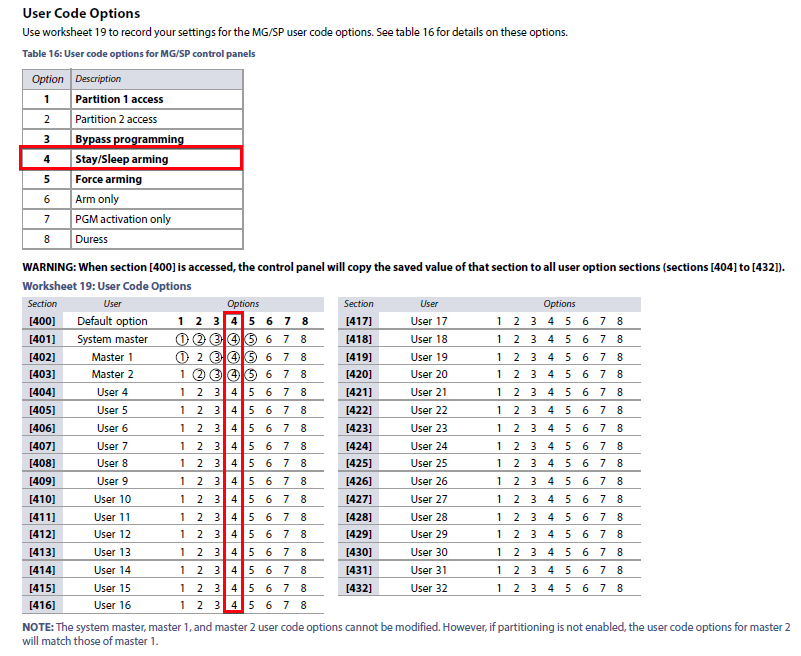 User Code Options
Use worksheet 19 to record your settings for the MG/SP user code options. See table 16 for details on these options.
Table 16: User code options for MG/SP control panels
Option Description
1 Partition 1 access
2 Partition 2 access
3 Bypass programming
4 Stay/Sleep arming
5 Force arming
6 Arm only
7 PGM activation only
8 Duress
WARNING: When section [400] is accessed, the control panel will copy the saved value of that section to all user option sections (sections [404] to [432]).
Worksheet 19: User Code Options
Section User Options Section User Options
[400] Default option 1 2 3 4 5 6 7 8 [417] User 17 1 2 3 4 5 6 7 8
[401] System master 1 2 3 4 5 6 7 8 [418] User 18 1 2 3 4 5 6 7 8
[402] Master 1 1 2 3 4 5 6 7 8 [419] User 19 1 2 3 4 5 6 7 8
[403] Master 2 1 2 3 4 5 6 7 8 [420] User 20 1 2 3 4 5 6 7 8
[404] User 4 1 2 3 4 5 6 7 8 [421] User 21 1 2 3 4 5 6 7 8
[405] User 5 1 2 3 4 5 6 7 8 [422] User 22 1 2 3 4 5 6 7 8
[406] User 6 1 2 3 4 5 6 7 8 [423] User 23 1 2 3 4 5 6 7 8
[407] User 7 1 2 3 4 5 6 7 8 [424] User 24 1 2 3 4 5 6 7 8
[408] User 8 1 2 3 4 5 6 7 8 [425] User 25 1 2 3 4 5 6 7 8
[409] User 9 1 2 3 4 5 6 7 8 [426] User 26 1 2 3 4 5 6 7 8
[410] User 10 1 2 3 4 5 6 7 8 [427] User 27 1 2 3 4 5 6 7 8
[411] User 11 1 2 3 4 5 6 7 8 [428] User 28 1 2 3 4 5 6 7 8
[412] User 12 1 2 3 4 5 6 7 8 [429] User 29 1 2 3 4 5 6 7 8
[413] User 13 1 2 3 4 5 6 7 8 [430] User 30 1 2 3 4 5 6 7 8
[414] User 14 1 2 3 4 5 6 7 8 [431] User 31 1 2 3 4 5 6 7 8
[415] User 15 1 2 3 4 5 6 7 8 [432] User 32 1 2 3 4 5 6 7 8
[416] User 16 1 2 3 4 5 6 7 8
NOTE: The system master, master 1, and master 2 user code options cannot be modified. However, if partitioning is not enabled, the user code options for master 2
will match those of master 1.